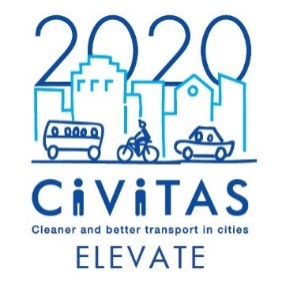 2020
CiViTAS
Cleaner and better transport in cities
ELEVATE